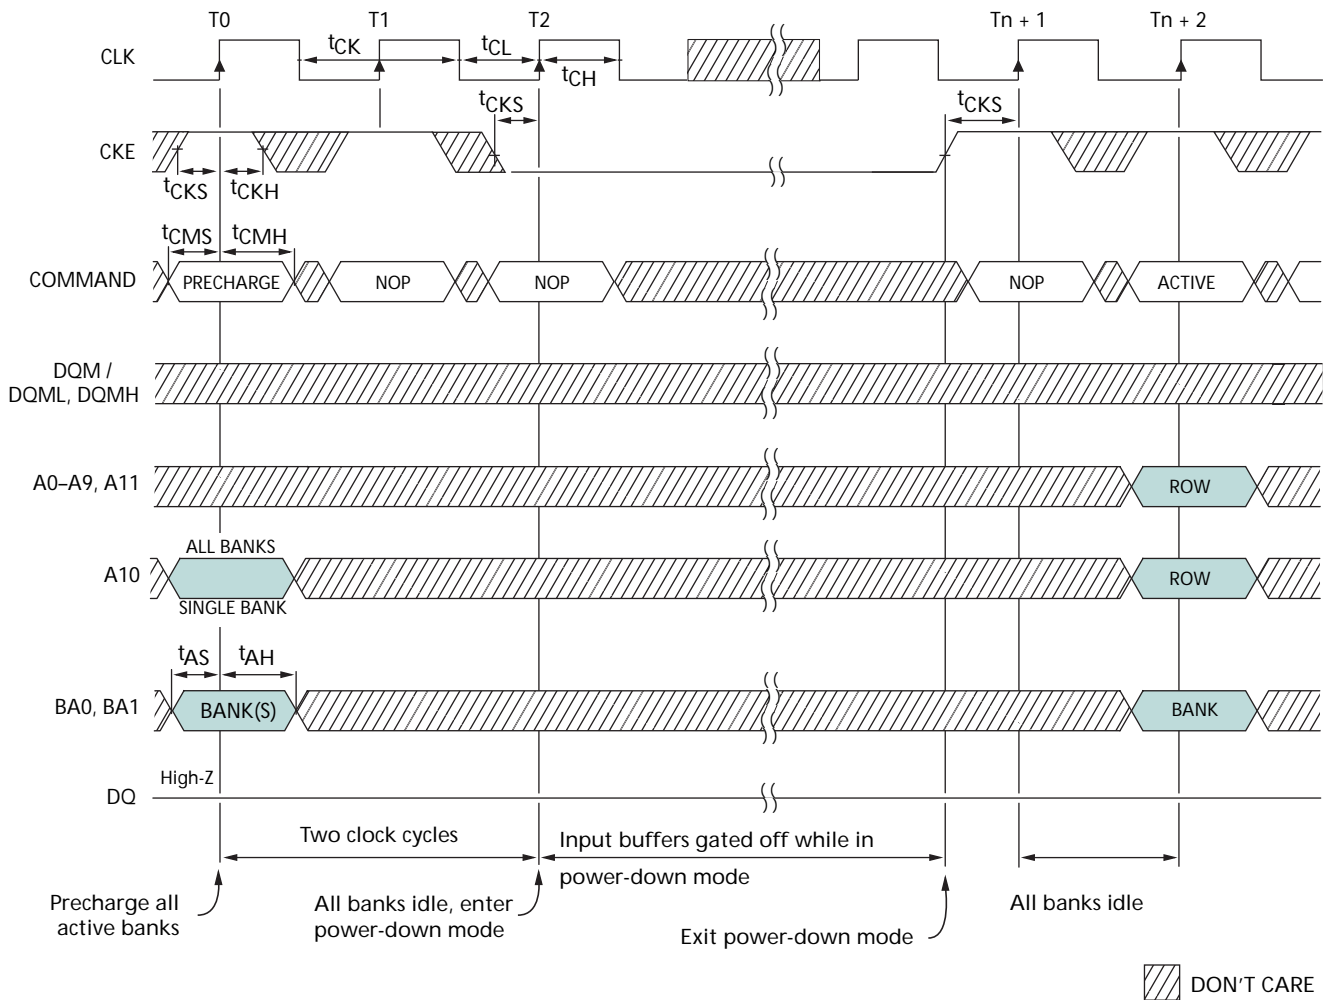 T0 T1 T2 Tn + 1 Tn + 2
CLK
tCK tCL
tCH
tCKS tCKS
CKE
tCKS tCKH
tCMS tCMH
COMMAND PRECHARGE NOP NOP NOP ACTIVE
DQM /
DQML, DQMH
A0–A9, A11 ROW
ALL BANKS
A10 ROW
SINGLE BANK
tAS tAH
BA0, BA1 BANK(S) BANK
High-Z
DQ
Two clock cycles
Input buffers gated off while in
power-down mode
Precharge all
active banks
All banks idle, enter
power-down mode
Exit power-down mode
All banks idle
DON'T CARE